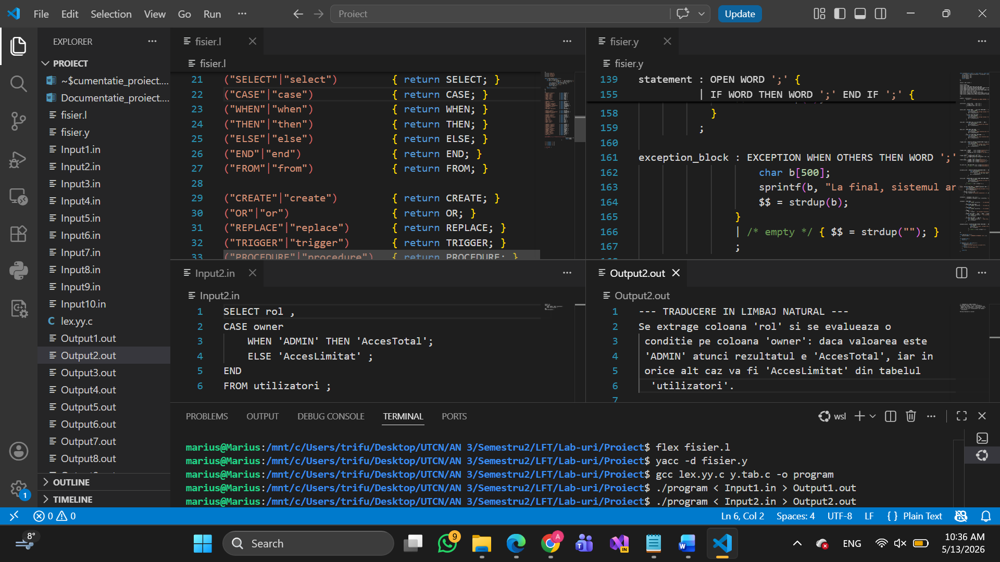 File Edit Selection View Go Run ···
Proiect
Update
EXPLORER
PROIECT
~$cumentatie_proiect....
Documentatie_proiect....
fisier.l
fisier.y
Input1.in
Input2.in
Input3.in
Input4.in
Input5.in
Input6.in
Input7.in
Input8.in
Input9.in
Input10.in
lex.yy.c
Output1.out
Output2.out
Output3.out
Output4.out
Output5.out
Output6.out
Output7.out
Output8.out
OUTLINE
TIMELINE
fisier.l
fisier.l
21 ("SELECT"|"select") { return SELECT; }
22 ("CASE"|"case") { return CASE; }
23 ("WHEN"|"when") { return WHEN; }
24 ("THEN"|"then") { return THEN; }
25 ("ELSE"|"else") { return ELSE; }
26 ("END"|"end") { return END; }
27 ("FROM"|"from") { return FROM; }
28
29 ("CREATE"|"create") { return CREATE; }
30 ("OR"|"or") { return OR; }
31 ("REPLACE"|"replace") { return REPLACE; }
32 ("TRIGGER"|"trigger") { return TRIGGER; }
33 ("PROCEDURE"|"procedure") { return PROCEDURE; }
fisier.y
fisier.y
139 statement : OPEN WORD ';' {
155 | IF WORD THEN WORD ';' END IF ';' {
158 }
159 ;
160
161 exception_block : EXCEPTION WHEN OTHERS THEN WORD ';'
162 char b[500];
163 sprintf(b, "La final, sistemul are
164 $$ = strdup(b);
165 }
166 | /* empty */ { $$ = strdup(""); }
167 ;
Input2.in
Input2.in
1 SELECT rol ,
2 CASE owner
3 WHEN 'ADMIN' THEN 'AccesTotal';
4 ELSE 'AccesLimitat' ;
5 END
6 FROM utilizatori ;
Output2.out
Output2.out
1 --- TRADUCERE IN LIMBAJ NATURAL ---
2 Se extrage coloana 'rol' si se evalueaza o
3 conditie pe coloana 'owner': daca valoarea este
4 'ADMIN' atunci rezultatul e 'AccesTotal', iar in
5 orice alt caz va fi 'AccesLimitat' din tabelul
6 'utilizatori'.
7
PROBLEMS OUTPUT DEBUG CONSOLE TERMINAL PORTS
wsl
marius@Marius:/mnt/c/Users/trifu/Desktop/UTCN/AN 3/Semestru2/LFT/Lab-uri/Proiect$ flex fisier.l
marius@Marius:/mnt/c/Users/trifu/Desktop/UTCN/AN 3/Semestru2/LFT/Lab-uri/Proiect$ yacc -d fisier.y
marius@Marius:/mnt/c/Users/trifu/Desktop/UTCN/AN 3/Semestru2/LFT/Lab-uri/Proiect$ gcc lex.yy.c y.tab.c -o program
marius@Marius:/mnt/c/Users/trifu/Desktop/UTCN/AN 3/Semestru2/LFT/Lab-uri/Proiect$ ./program < Input1.in > Output1.out
marius@Marius:/mnt/c/Users/trifu/Desktop/UTCN/AN 3/Semestru2/LFT/Lab-uri/Proiect$ ./program < Input2.in > Output2.out
1
0 0
Ln 6, Col 2 Spaces: 4 UTF-8 LF { } Plain Text
8°
Search
9
ENG
10:36 AM
5/13/2026